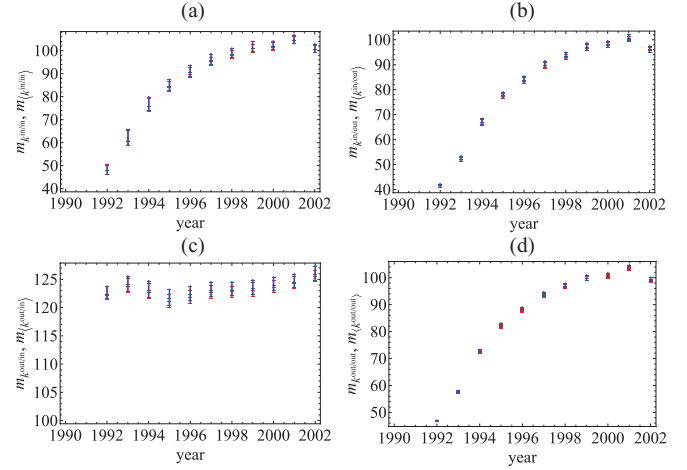 (a)
m_k^in/in, m_⟨k^in/in⟩
100
90
80
70
60
50
40
1990 1992 1994 1996 1998 2000 2002
year
(b)
m_k^in/out, m_⟨k^in/out⟩
100
90
80
70
60
50
40
1990 1992 1994 1996 1998 2000 2002
year
(c)
m_k^out/in, m_⟨k^out/in⟩
125
120
115
110
105
100
1990 1992 1994 1996 1998 2000 2002
year
(d)
m_k^out/out, m_⟨k^out/out⟩
100
90
80
70
60
50
1990 1992 1994 1996 1998 2000 2002
year